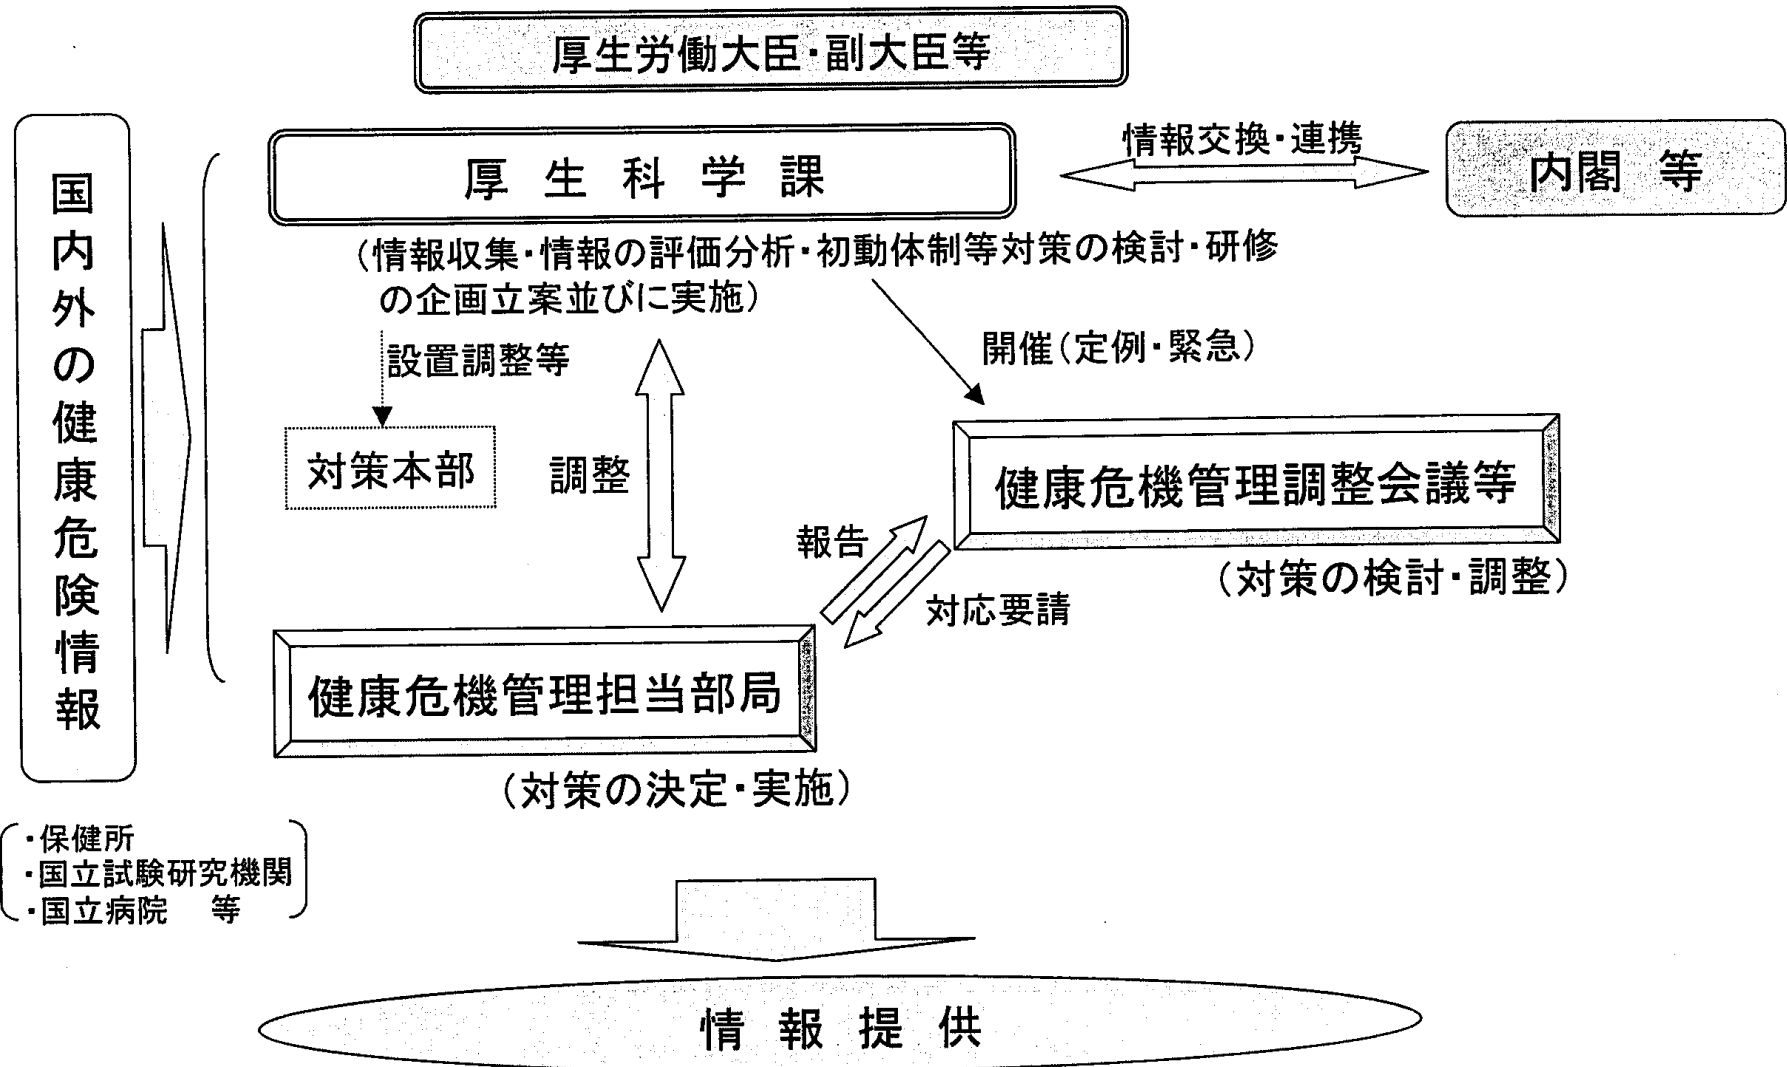 厚生労働大臣・副大臣等
国内外の健康危険情報
厚生科学課
情報交換・連携
内閣 等
(情報収集・情報の評価分析・初動体制等対策の検討・研修
の企画立案並びに実施)
設置調整等
開催(定例・緊急)
対策本部
調整
健康危機管理調整会議等
報告
(対策の検討・調整)
対応要請
健康危機管理担当部局
(対策の決定・実施)
・保健所
・国立試験研究機関
・国立病院 等
情報提供